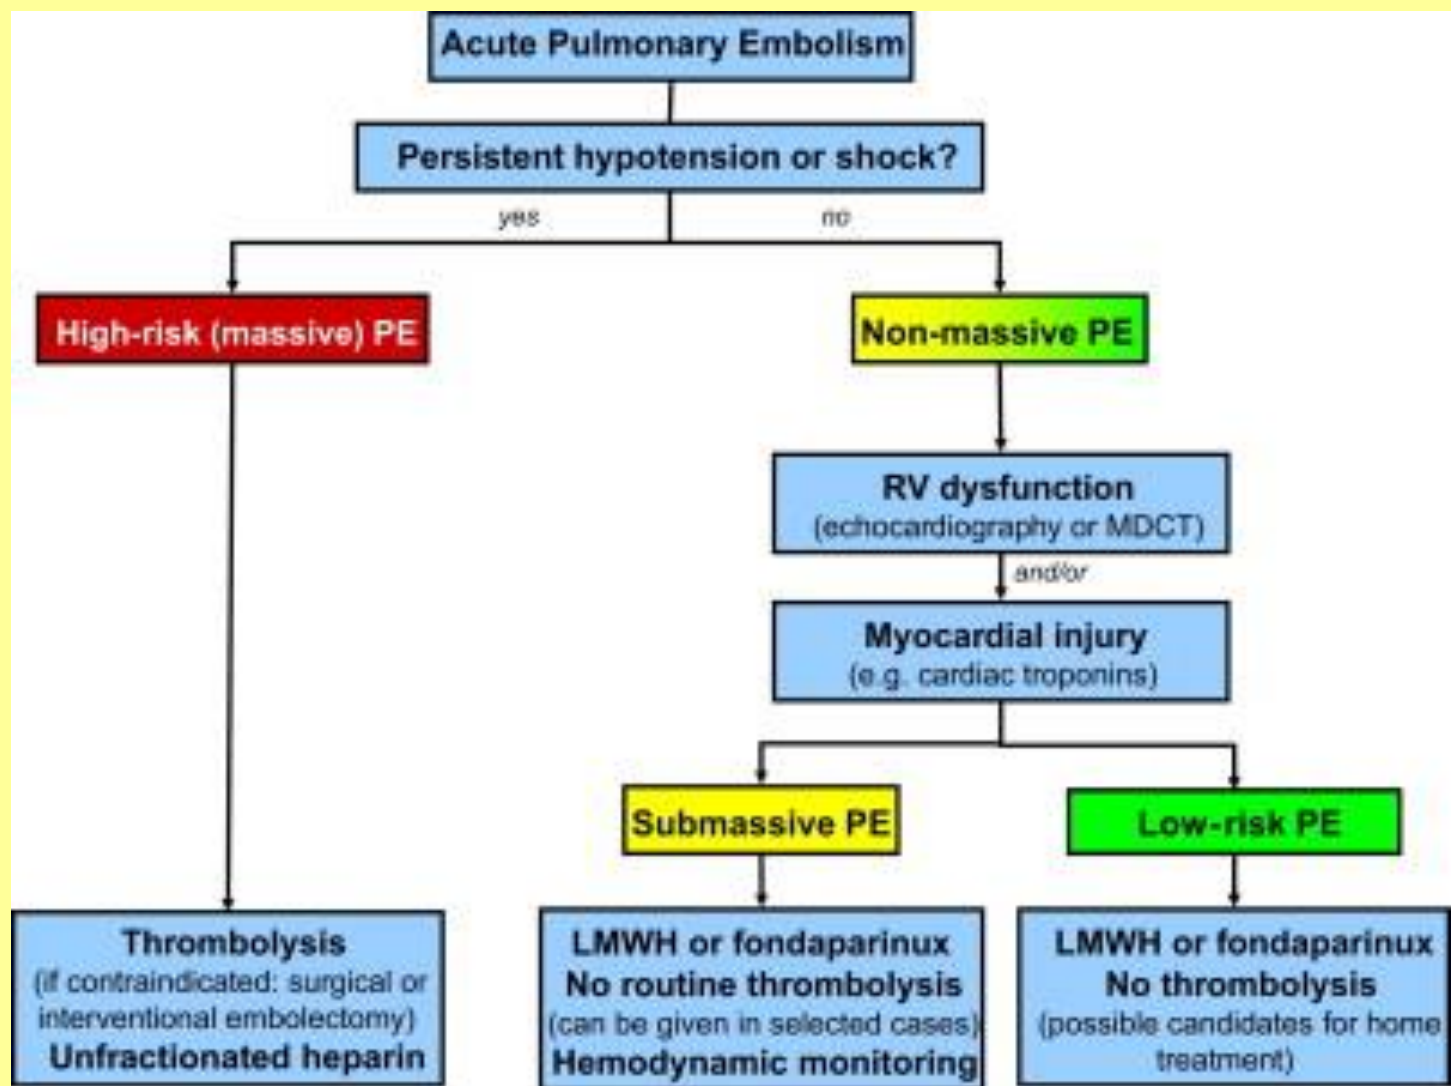 Acute Pulmonary Embolism
Persistent hypotension or shock?
yes
no
High-risk (massive) PE
Non-massive PE
RV dysfunction
(echocardiography or MDCT)
and/or
Myocardial injury
(e.g. cardiac troponins)
Submassive PE
Low-risk PE
Thrombolysis
(if contraindicated: surgical or
interventional embolectomy)
Unfractionated heparin
LMWH or fondaparinux
No routine thrombolysis
(can be given in selected cases)
Hemodynamic monitoring
LMWH or fondaparinux
No thrombolysis
(possible candidates for home
treatment)